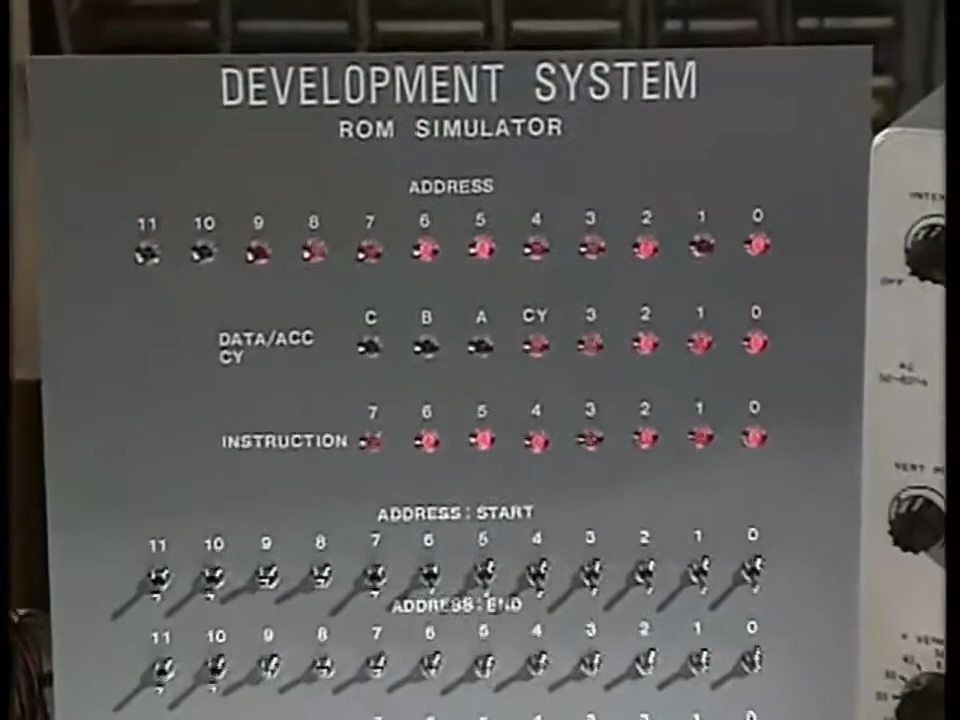 DEVELOPMENT SYSTEM
ROM SIMULATOR
ADDRESS
11 10 9 8 7 6 5 4 3 2 1 0
C B A CY 3 2 1 0
DATA/ACC
CY
7 6 5 4 3 2 1 0
INSTRUCTION
ADDRESS : START
11 10 9 8 7 6 5 4 3 2 1 0
ADDRESS : END
11 10 9 8 7 6 5 4 3 2 1 0
OFF